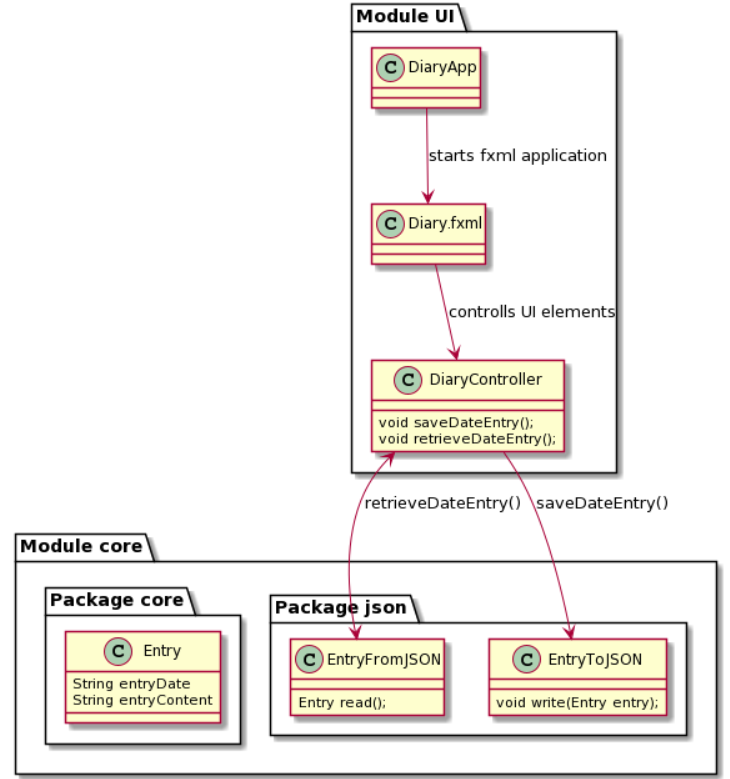 Module UI
C DiaryApp
starts fxml application
C Diary.fxml
controlls UI elements
C DiaryController
void saveDateEntry();
void retrieveDateEntry();
retrieveDateEntry()
saveDateEntry()
Module core
Package core
C Entry
String entryDate
String entryContent
Package json
C EntryFromJSON
Entry read();
C EntryToJSON
void write(Entry entry);